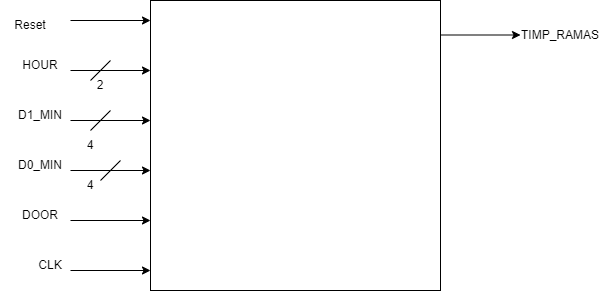 Reset
TIMP_RAMAS
HOUR
2
D1_MIN
4
D0_MIN
4
DOOR
CLK